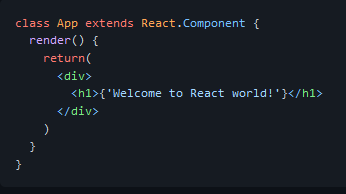 class App extends React.Component {
  render() {
    return(
      <div>
        <h1>{'Welcome to React world!'}</h1>
      </div>
    )
  }
}